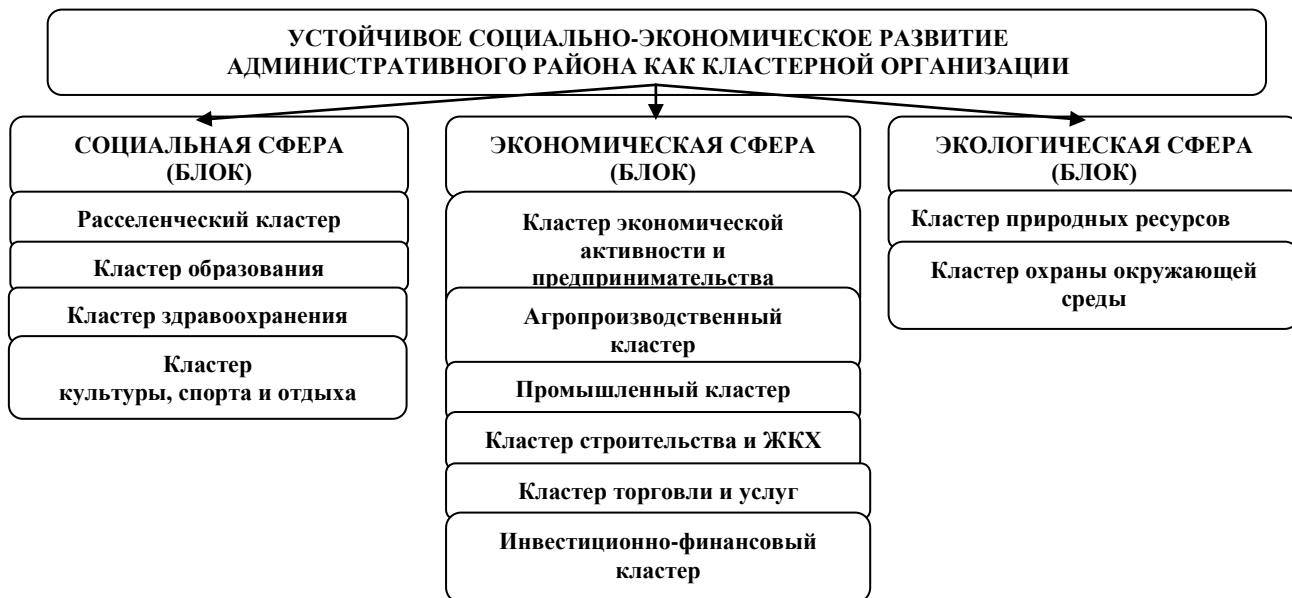 УСТОЙЧИВОЕ СОЦИАЛЬНО-ЭКОНОМИЧЕСКОЕ РАЗВИТИЕ
АДМИНИСТРАТИВНОГО РАЙОНА КАК КЛАСТЕРНОЙ ОРГАНИЗАЦИИ
СОЦИАЛЬНАЯ СФЕРА
(БЛОК)
Расселенческий кластер
Кластер образования
Кластер здравоохранения
Кластер
культуры, спорта и отдыха
ЭКОНОМИЧЕСКАЯ СФЕРА
(БЛОК)
Кластер экономической
активности и
предпринимательства
Агропроизводственный
кластер
Промышленный кластер
Кластер строительства и ЖКХ
Кластер торговли и услуг
Инвестиционно-финансовый
кластер
ЭКОЛОГИЧЕСКАЯ СФЕРА
(БЛОК)
Кластер природных ресурсов
Кластер охраны окружающей
среды